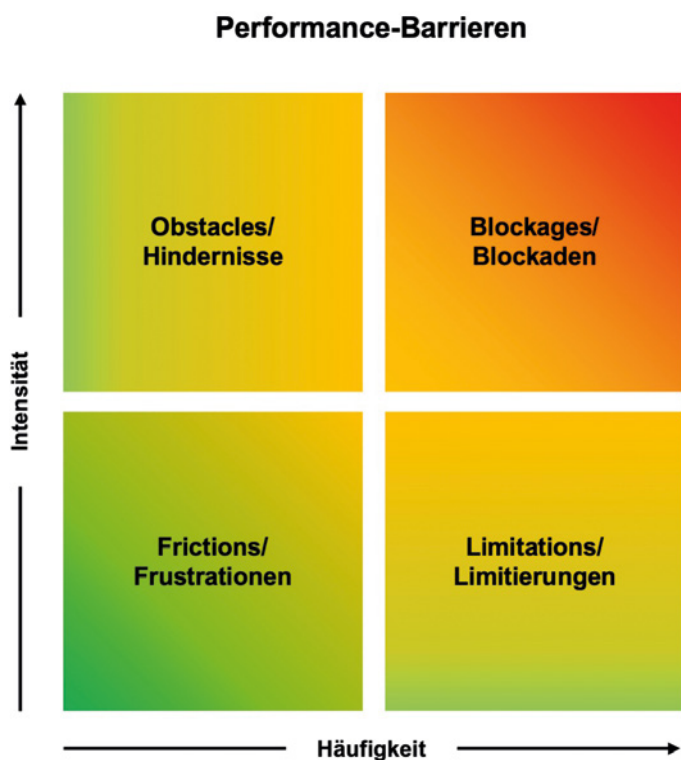 Performance-Barrieren
Obstacles/
Hindernisse
Blockages/
Blockaden
Intensität
Frictions/
Frustrationen
Limitations/
Limitierungen
Häufigkeit